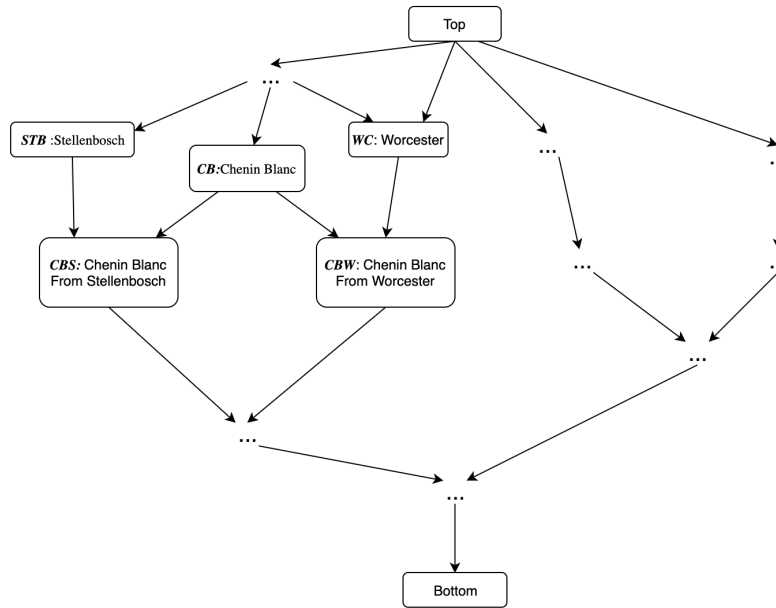 Top
...
STB :Stellenbosch
WC: Worcester
...
CB:Chenin Blanc
CBS: Chenin Blanc
From Stellenbosch
CBW: Chenin Blanc
From Worcester
...
...
...
...
Bottom